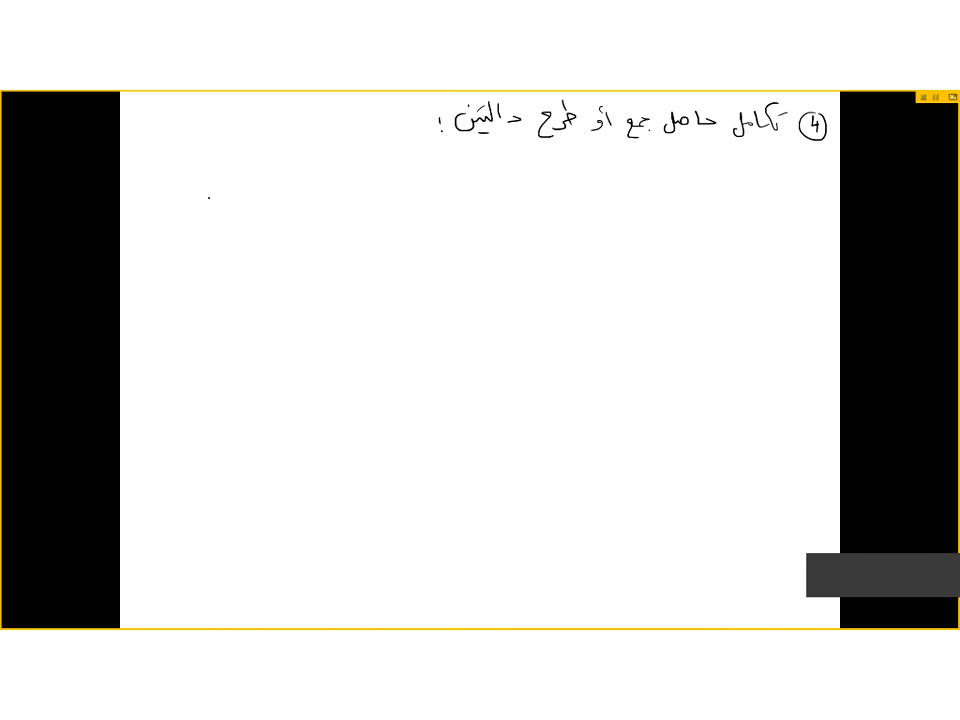 ④ تكامل حاصل جمع أو طرح دالتين :